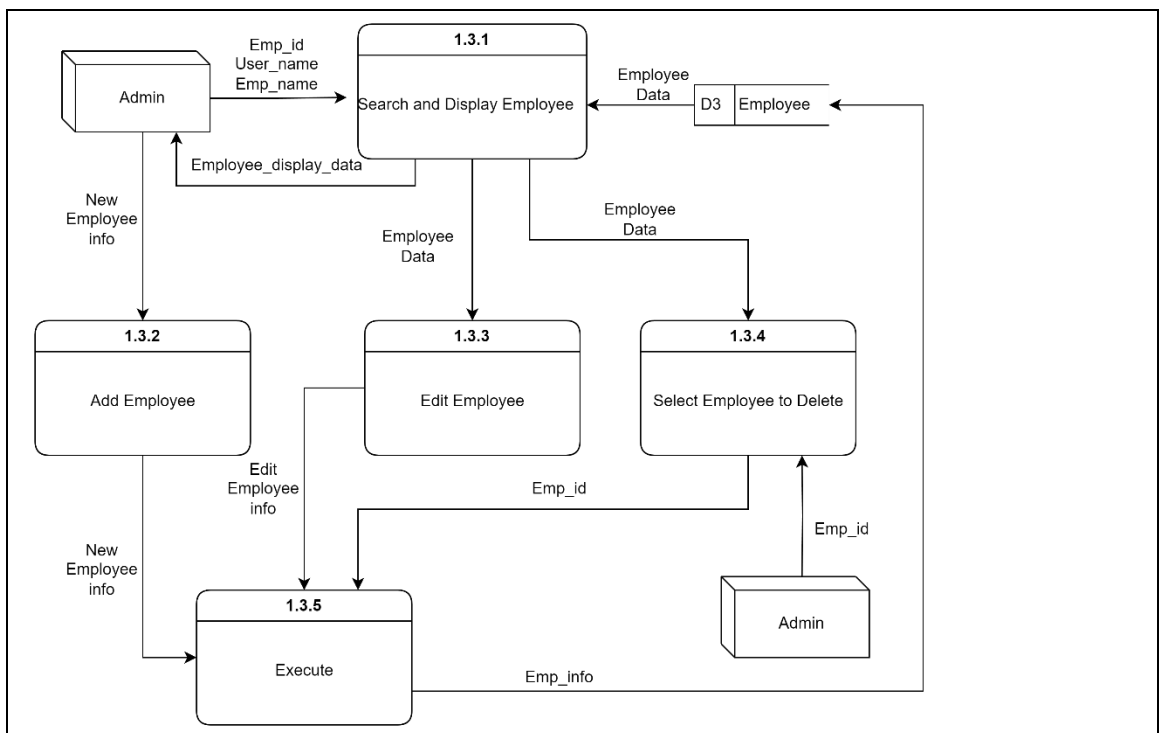 1.3.1
Emp_id
User_name
Emp_name
Admin
Search and Display Employee
Employee
Data
D3
Employee
Employee_display_data
New
Employee
info
Employee
Data
Employee
Data
1.3.2
Add Employee
1.3.3
Edit Employee
1.3.4
Select Employee to Delete
Edit
Employee
info
Emp_id
Emp_id
New
Employee
info
1.3.5
Execute
Admin
Emp_info